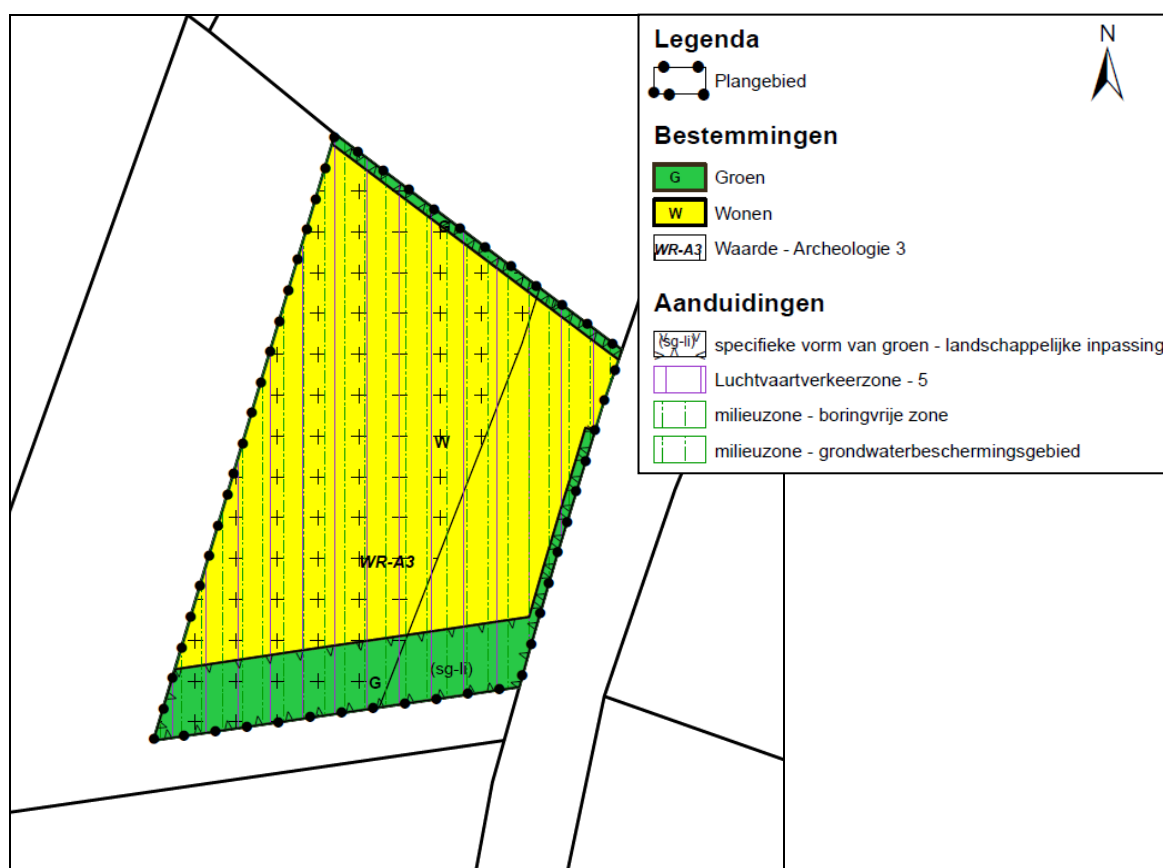 Legenda
N
Plangebied
Bestemmingen
G Groen
W Wonen
WR-A3 Waarde - Archeologie 3
Aanduidingen
(sg-li) specifieke vorm van groen - landschappelijke inpassing
Luchtvaartverkeerzone - 5
milieuzone - boringvrije zone
milieuzone - grondwaterbeschermingsgebied
G
W
WR-A3
(sg-li)
G